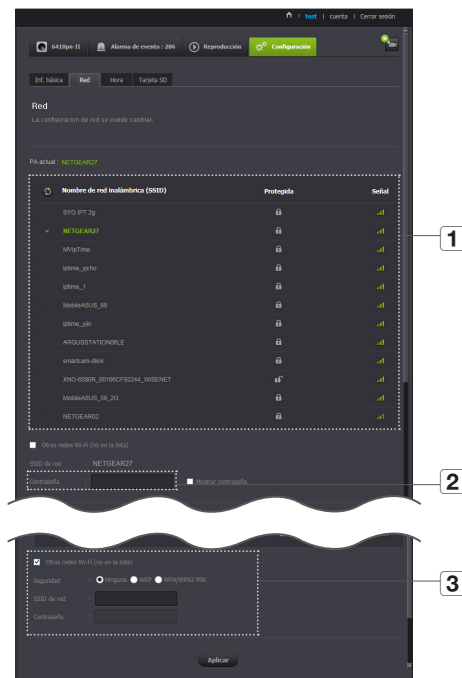 test | cuenta | Cerrar sesión
6410pn-II Alarma de evento : 286 Reproducción Configuración
Inf. básica Red Hora Tarjeta SD
Red
La configuracion de red se puede cambiar.
PA actual : NETGEAR27
Nombre de red inalámbrica (SSID) Protegida Señal
SYG IPT 2g
NETGEAR27
MVipTime
iptime_yjcho
iptime_1
MobileASUS_88
iptime_yjin
ARGUSSTATION06LE
smartcam-dlink
XNO-6080R_00166CF92244_WISENET
MobileASUS_56_2G
NETGEAR02
Otras redes Wi-Fi (no en la lista)
SSID de red : NETGEAR27
Contraseña : Mostrar contraseña
1
2
Otras redes Wi-Fi (no en la lista)
Seguridad : Ninguna WEP WPA/WPA2 PSK
SSID de red :
Contraseña :
3
Aplicar